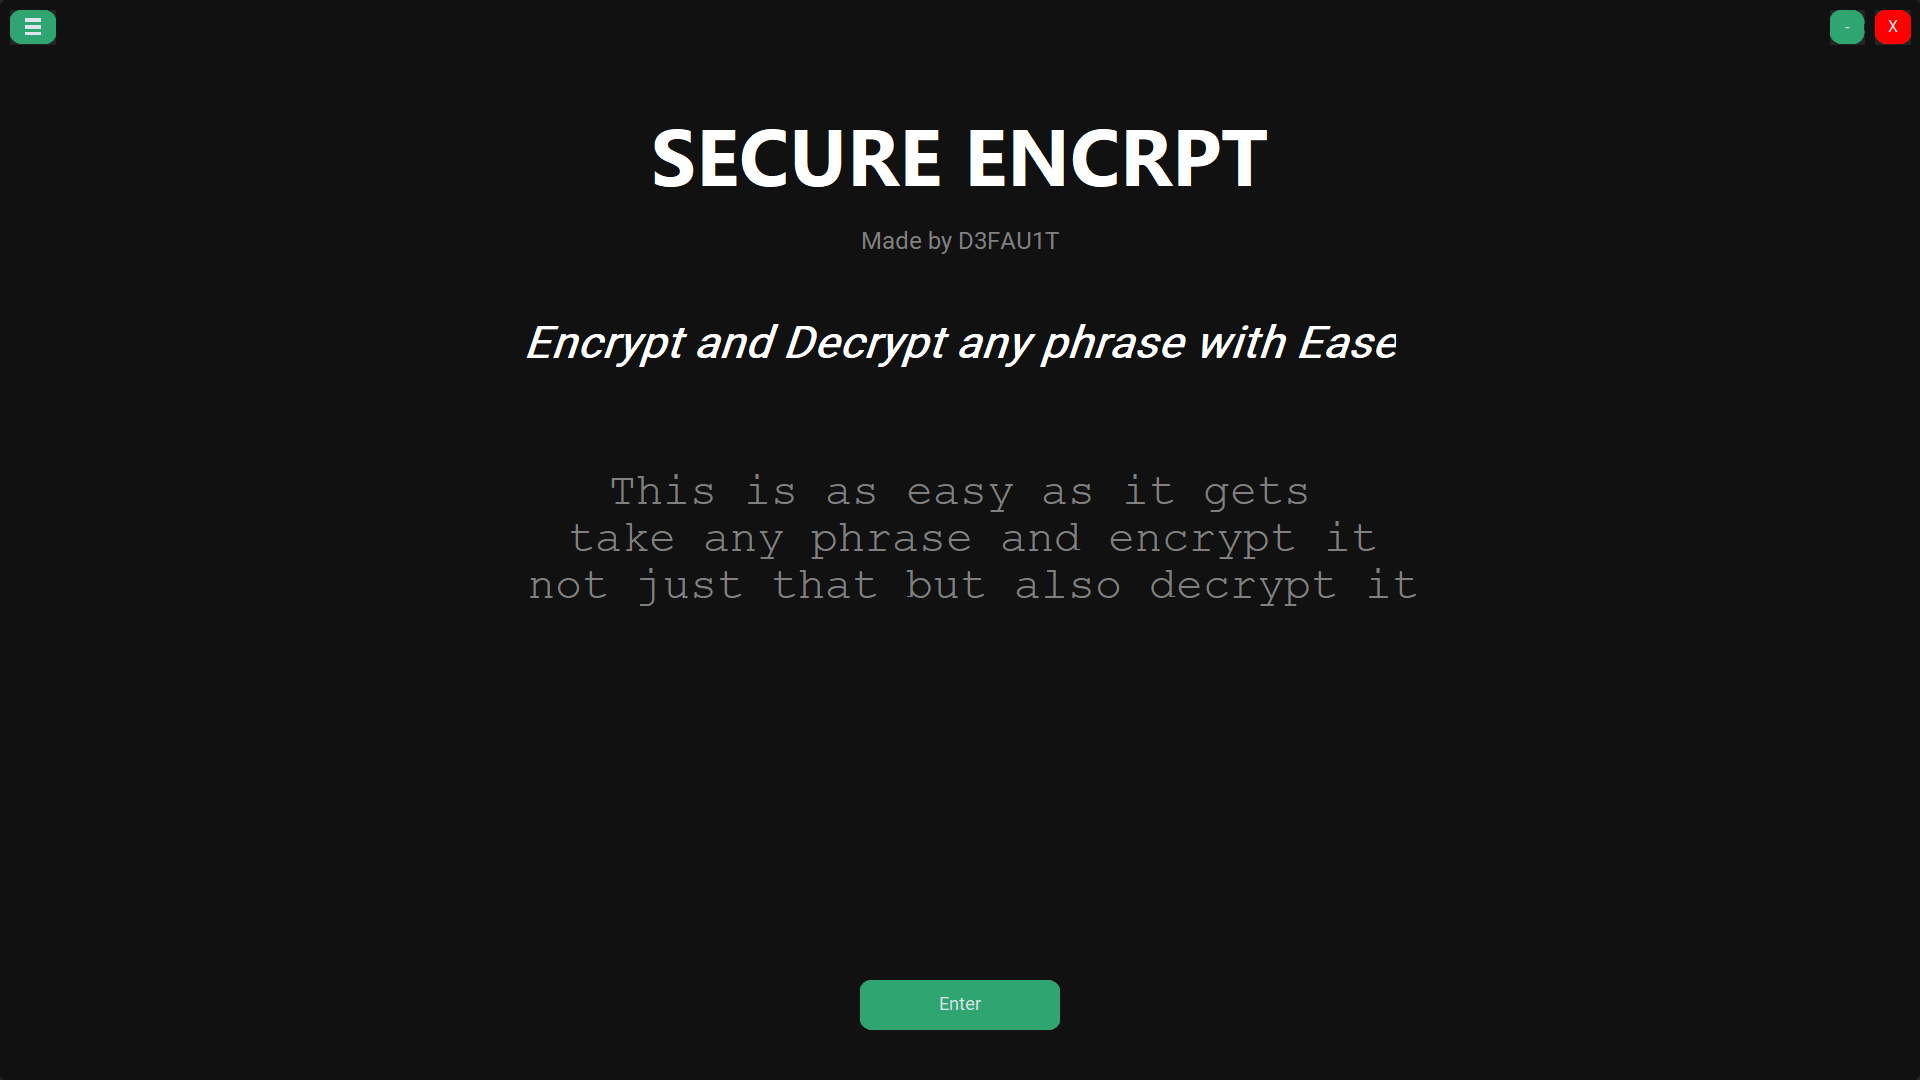 - X
SECURE ENCRPT
Made by D3FAU1T
Encrypt and Decrypt any phrase with Ease
This is as easy as it gets
take any phrase and encrypt it
not just that but also decrypt it
Enter